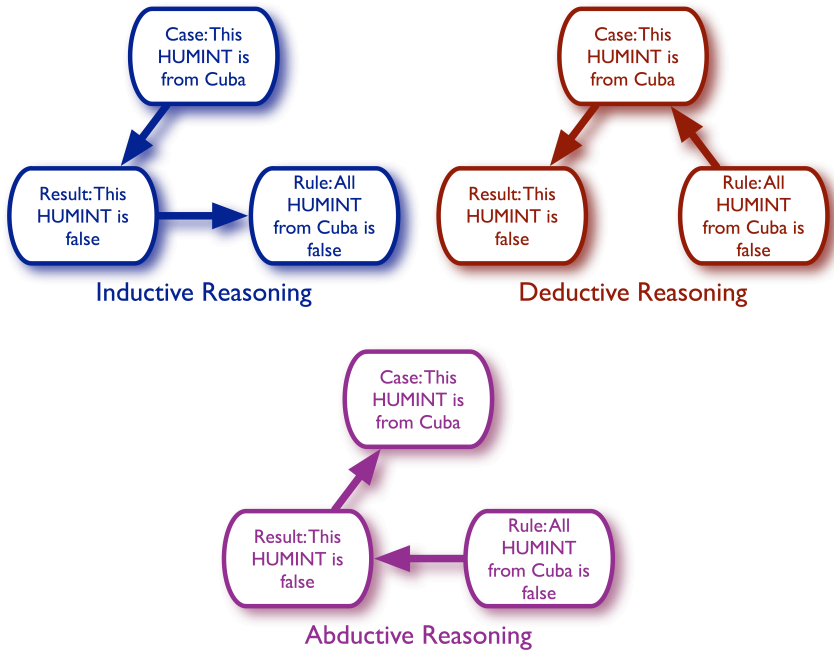 Case: This
HUMINT is
from Cuba
Result: This
HUMINT is
false
Rule: All
HUMINT
from Cuba is
false
Inductive Reasoning
Case: This
HUMINT is
from Cuba
Result: This
HUMINT is
false
Rule: All
HUMINT
from Cuba is
false
Deductive Reasoning
Case: This
HUMINT is
from Cuba
Result: This
HUMINT is
false
Rule: All
HUMINT
from Cuba is
false
Abductive Reasoning